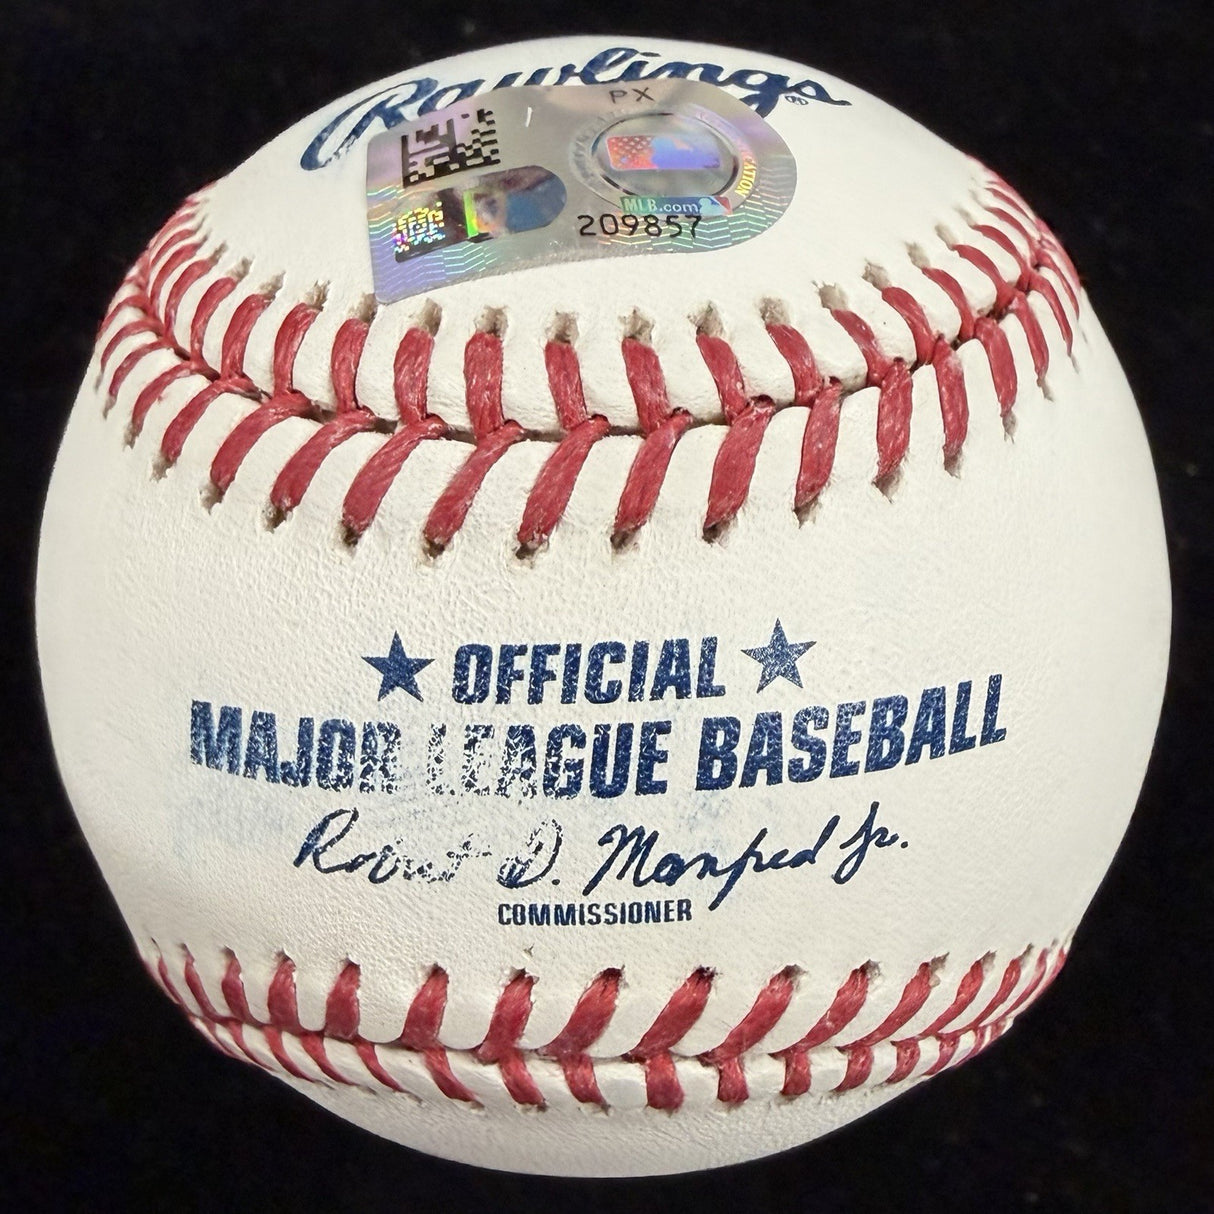 Rawlings®
PX
MLB.com
209857
★ OFFICIAL ★
MAJOR LEAGUE BASEBALL
Robert D. Manfred Jr.
COMMISSIONER